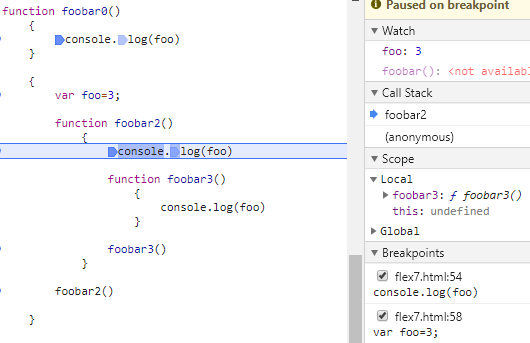 function foobar0()
{
console.log(foo)
}
{
var foo=3;
function foobar2()
{
console.log(foo)
function foobar3()
{
console.log(foo)
}
foobar3()
}
foobar2()
}
Paused on breakpoint
Watch
foo: 3
foobar(): <not availab
Call Stack
foobar2
(anonymous)
Scope
Local
foobar3: ƒ foobar3()
this: undefined
Global
Breakpoints
flex7.html:54
console.log(foo)
flex7.html:58
var foo=3;